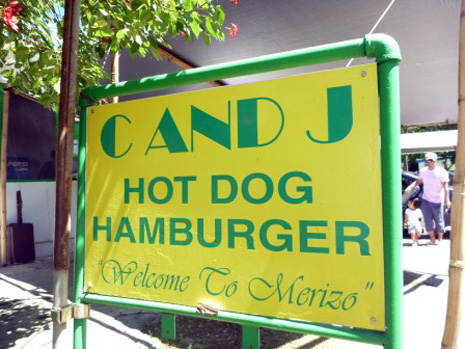 C AND J
HOT DOG
HAMBURGER
"Welcome To Merizo"